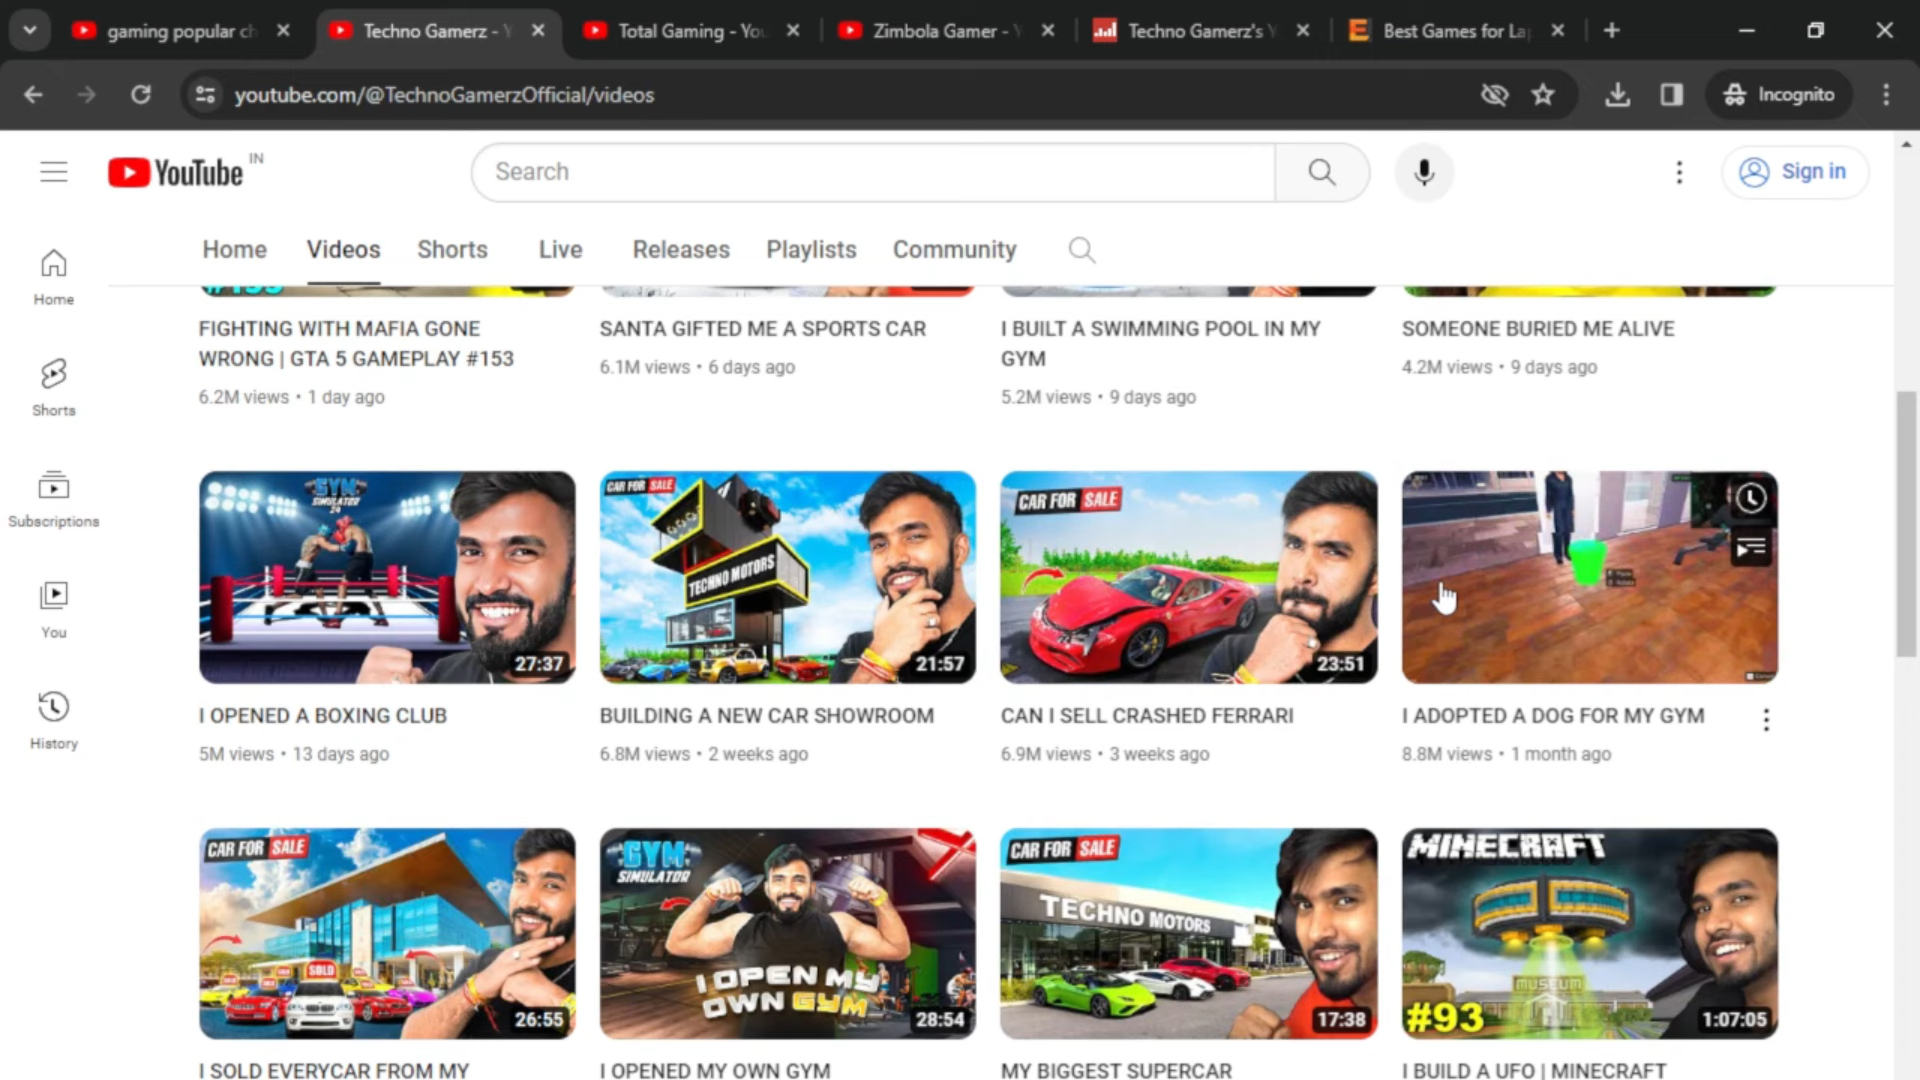 gaming popular ch
Techno Gamerz - Y
Total Gaming - You
Zimbola Gamer - Y
Techno Gamerz's Y
Best Games for Lap
youtube.com/@TechnoGamerzOfficial/videos
Incognito
YouTube IN
Search
Sign in
Home
Videos
Shorts
Live
Releases
Playlists
Community
Home
Shorts
Subscriptions
You
History
FIGHTING WITH MAFIA GONE
WRONG | GTA 5 GAMEPLAY #153
6.2M views • 1 day ago
SANTA GIFTED ME A SPORTS CAR
6.1M views • 6 days ago
I BUILT A SWIMMING POOL IN MY
GYM
5.2M views • 9 days ago
SOMEONE BURIED ME ALIVE
4.2M views • 9 days ago
GYM
SIMULATOR
24
27:37
CAR FOR SALE
TECHNO MOTORS
21:57
CAR FOR SALE
23:51
I OPENED A BOXING CLUB
5M views • 13 days ago
BUILDING A NEW CAR SHOWROOM
6.8M views • 2 weeks ago
CAN I SELL CRASHED FERRARI
6.9M views • 3 weeks ago
I ADOPTED A DOG FOR MY GYM
8.8M views • 1 month ago
CAR FOR SALE
SOLD
26:55
GYM
SIMULATOR
I OPEN MY
OWN GYM
28:54
CAR FOR SALE
TECHNO MOTORS
17:38
MINECRAFT
MUSEUM
#93
1:07:05
I SOLD EVERYCAR FROM MY
I OPENED MY OWN GYM
MY BIGGEST SUPERCAR
I BUILD A UFO | MINECRAFT